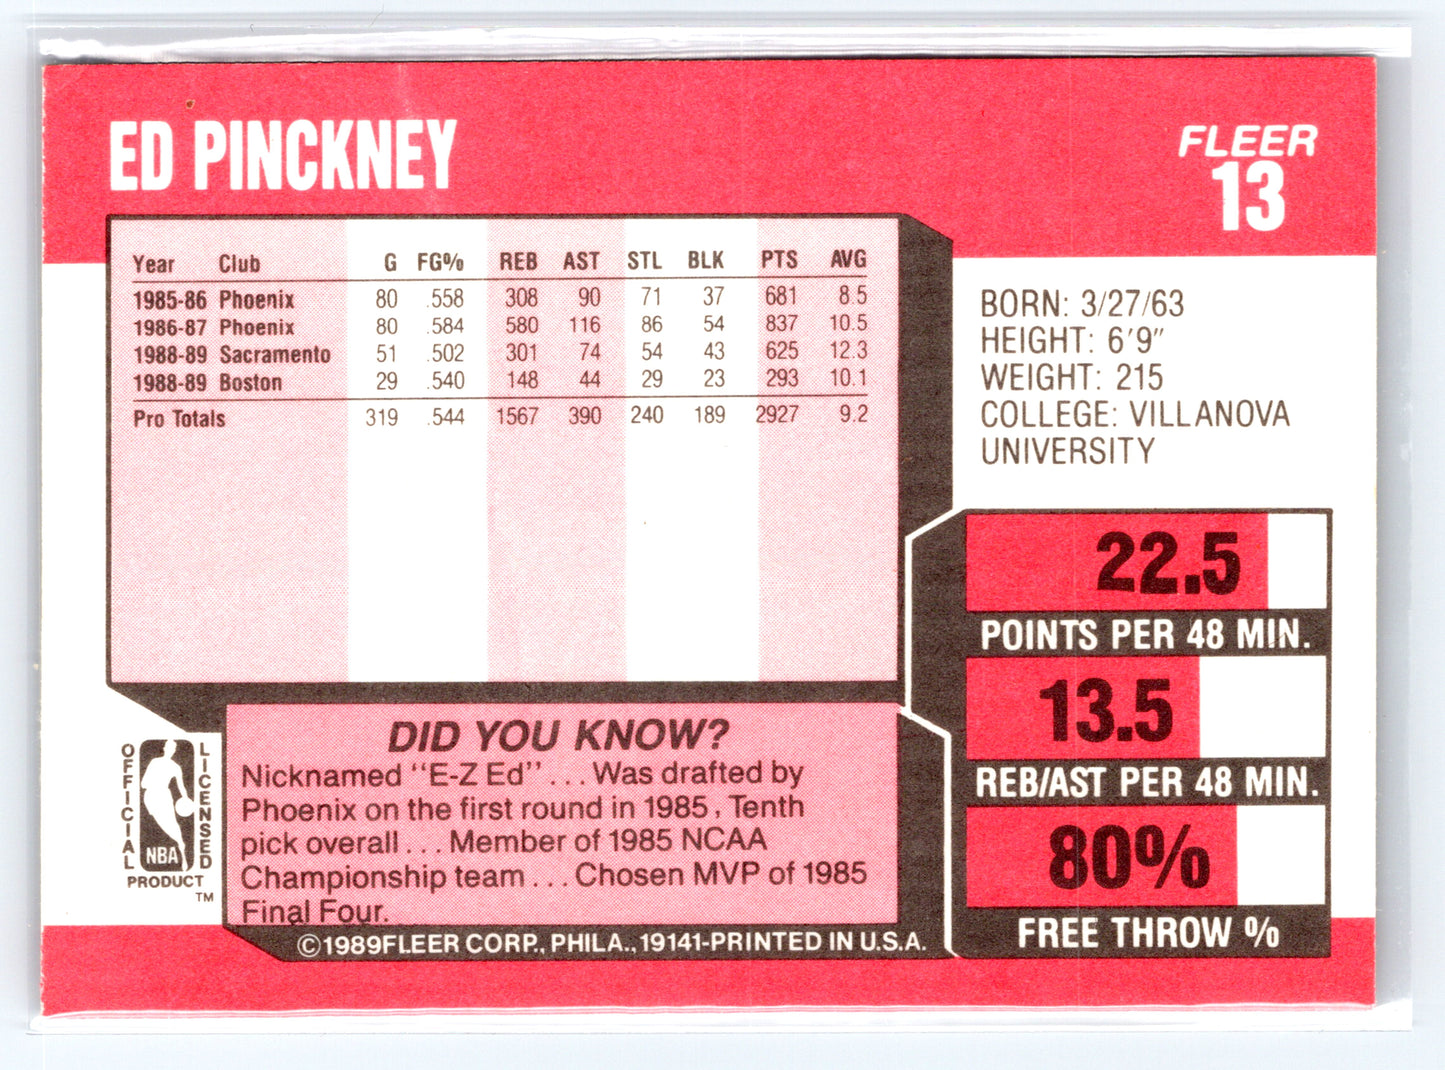 ED PINCKNEY
FLEER
13
Year Club G FG% REB AST STL BLK PTS AVG
1985-86 Phoenix 80 .558 308 90 71 37 681 8.5
1986-87 Phoenix 80 .584 580 116 86 54 837 10.5
1988-89 Sacramento 51 .502 301 74 54 43 625 12.3
1988-89 Boston 29 .540 148 44 29 23 293 10.1
Pro Totals 319 .544 1567 390 240 189 2927 9.2
BORN: 3/27/63
HEIGHT: 6'9"
WEIGHT: 215
COLLEGE: VILLANOVA
UNIVERSITY
22.5
POINTS PER 48 MIN.
13.5
REB/AST PER 48 MIN.
80%
FREE THROW %
DID YOU KNOW?
Nicknamed "E-Z Ed" ... Was drafted by
Phoenix on the first round in 1985, Tenth
pick overall ... Member of 1985 NCAA
Championship team ... Chosen MVP of 1985
Final Four.
OFFICIAL
NBA
LICENSED
PRODUCT
TM
©1989FLEER CORP., PHILA., 19141-PRINTED IN U.S.A.